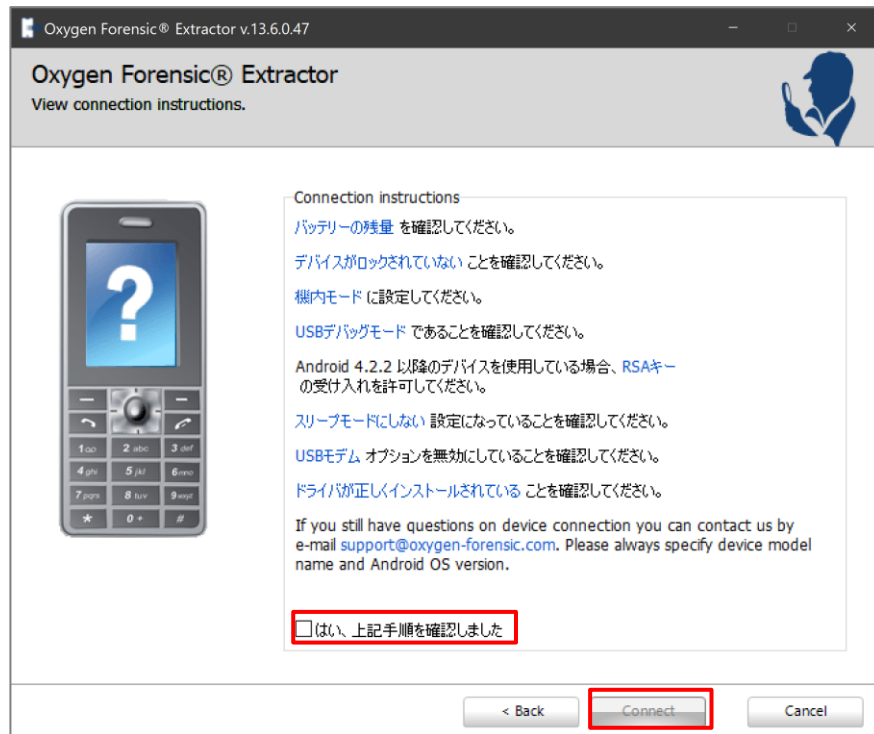 Oxygen Forensic® Extractor v.13.6.0.47
Oxygen Forensic® Extractor
View connection instructions.
Connection instructions
バッテリーの残量 を確認してください。
デバイスがロックされていない ことを確認してください。
機内モード に設定してください。
USBデバッグモード であることを確認してください。
Android 4.2.2 以降のデバイスを使用している場合、RSAキー
の受け入れを許可してください。
スリープモードにしない 設定になっていることを確認してください。
USBモデム オプションを無効にしていることを確認してください。
ドライバが正しくインストールされている ことを確認してください。
If you still have questions on device connection you can contact us by
e-mail support@oxygen-forensic.com. Please always specify device model
name and Android OS version.
はい、上記手順を確認しました
?
2 abc 3 def
4 ghi 5 jkl 6 mno
8 tuv
* 0 + #
< Back Connect Cancel